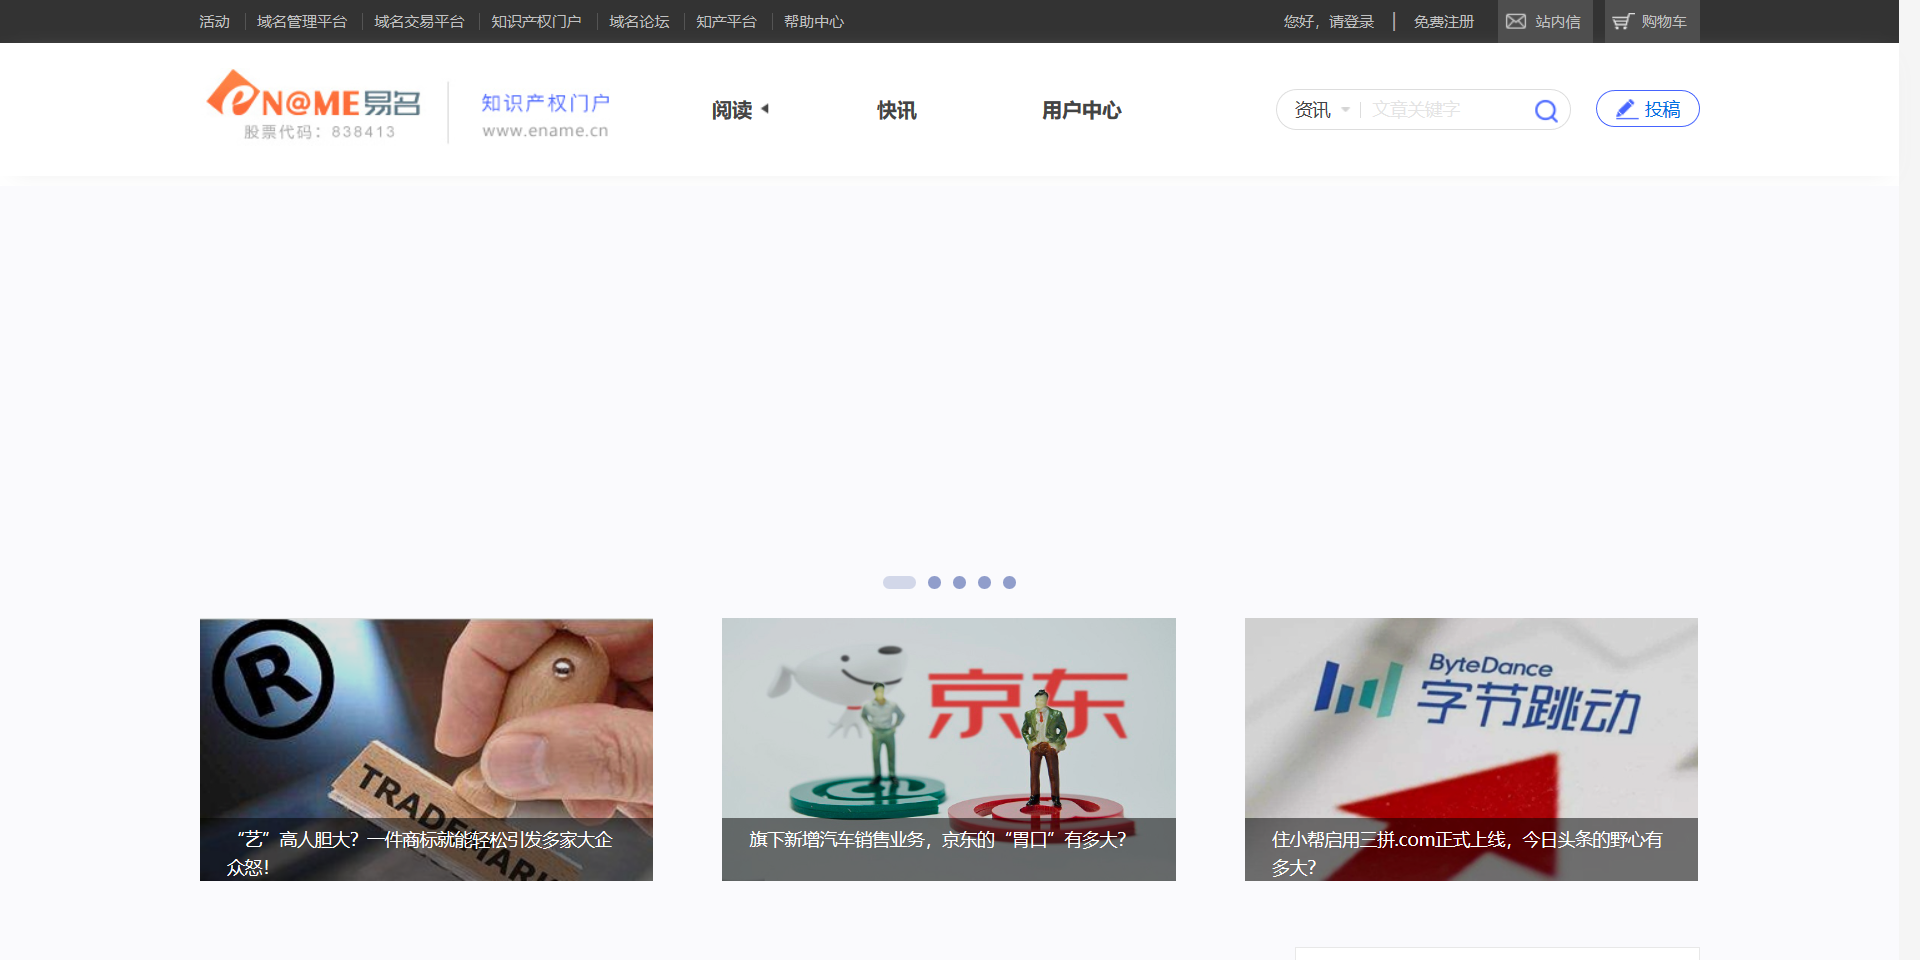 活动 域名管理平台 域名交易平台 知识产权门户 域名论坛 知产平台 帮助中心 您好，请登录 免费注册 站内信 购物车
eN@ME易名
股票代码：838413
知识产权门户
www.ename.cn
阅读 快讯 用户中心 资讯 文章关键字 投稿
R
TRADEMARK
“艺”高人胆大？一件商标就能轻松引发多家大企
众怒！
京东
旗下新增汽车销售业务，京东的“胃口”有多大？
ByteDance
字节跳动
住小帮启用三拼.com正式上线，今日头条的野心有
多大？